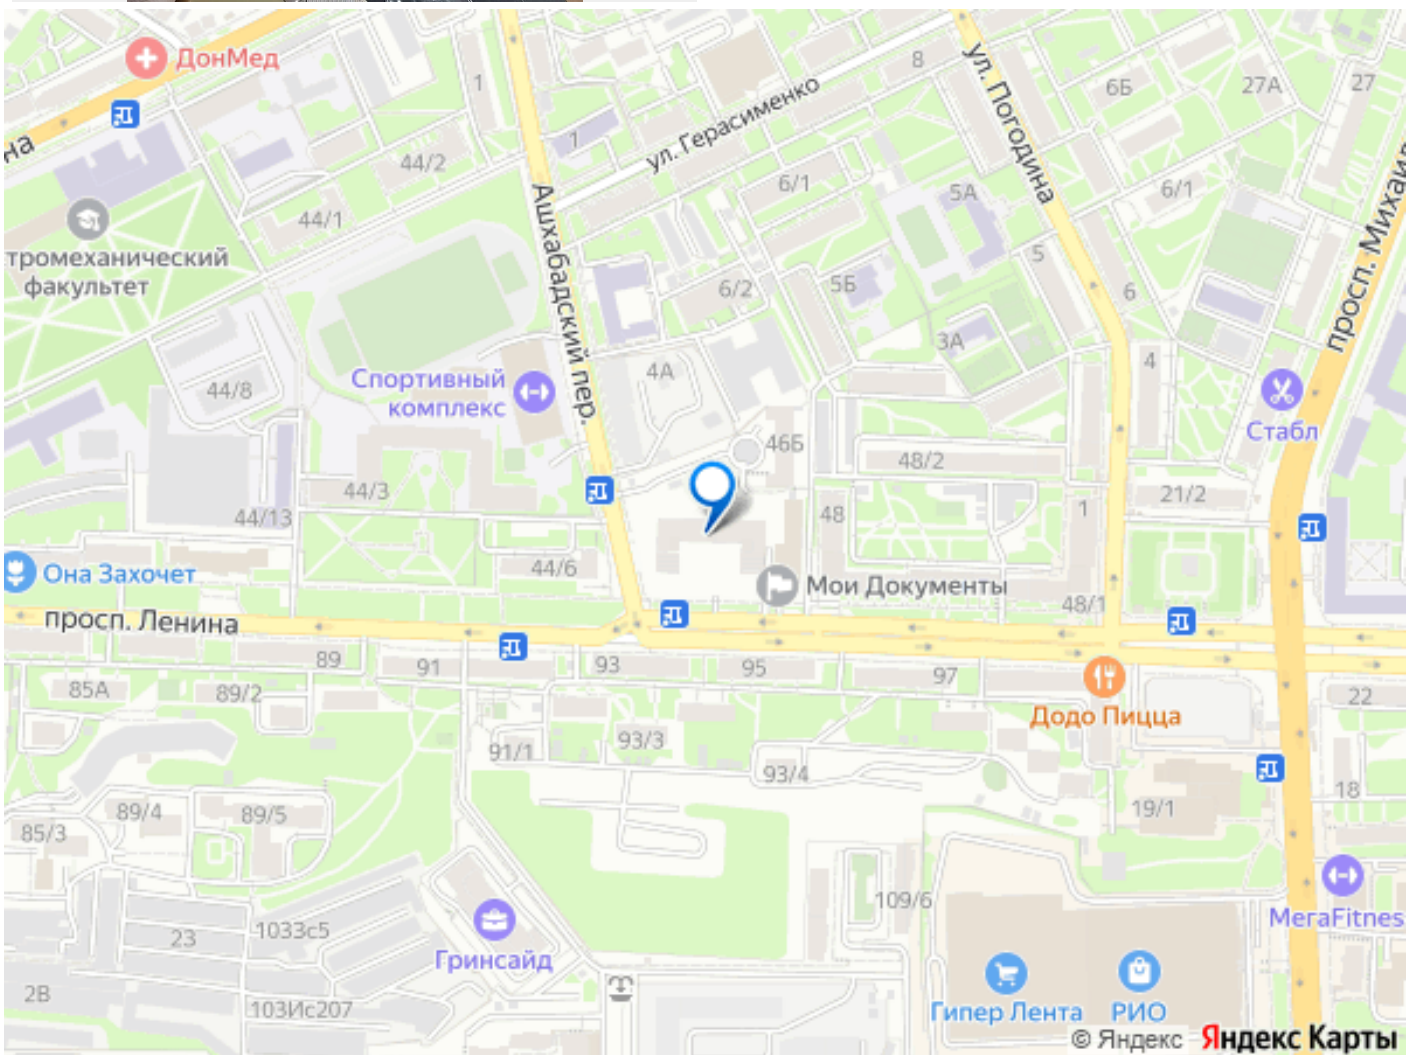 ДонМед
на
1
8
ул. Погодина
6Б
27А
27
44/2
1
ул. Герасименко
6/1
5А
6/1
44/1
Ашхабадский пер.
просп. Михаил
тромеханический
факультет
6/2
5Б
5
6
3А
4
44/8
Спортивный
комплекс
4А
Стабл
46Б
48/2
44/3
44/13
48
1
21/2
44/6
Она Захочет
Мои Документы
48/1
просп. Ленина
89
91
93
95
97
85А
89/2
22
Додо Пицца
91/1
93/3
93/4
18
85/3
89/4
89/5
19/1
109/6
МегаFitnes
23
1033с5
Гринсайд
2В
103Ис207
Гипер Лента
РИО
© Яндекс Яндекс Карты